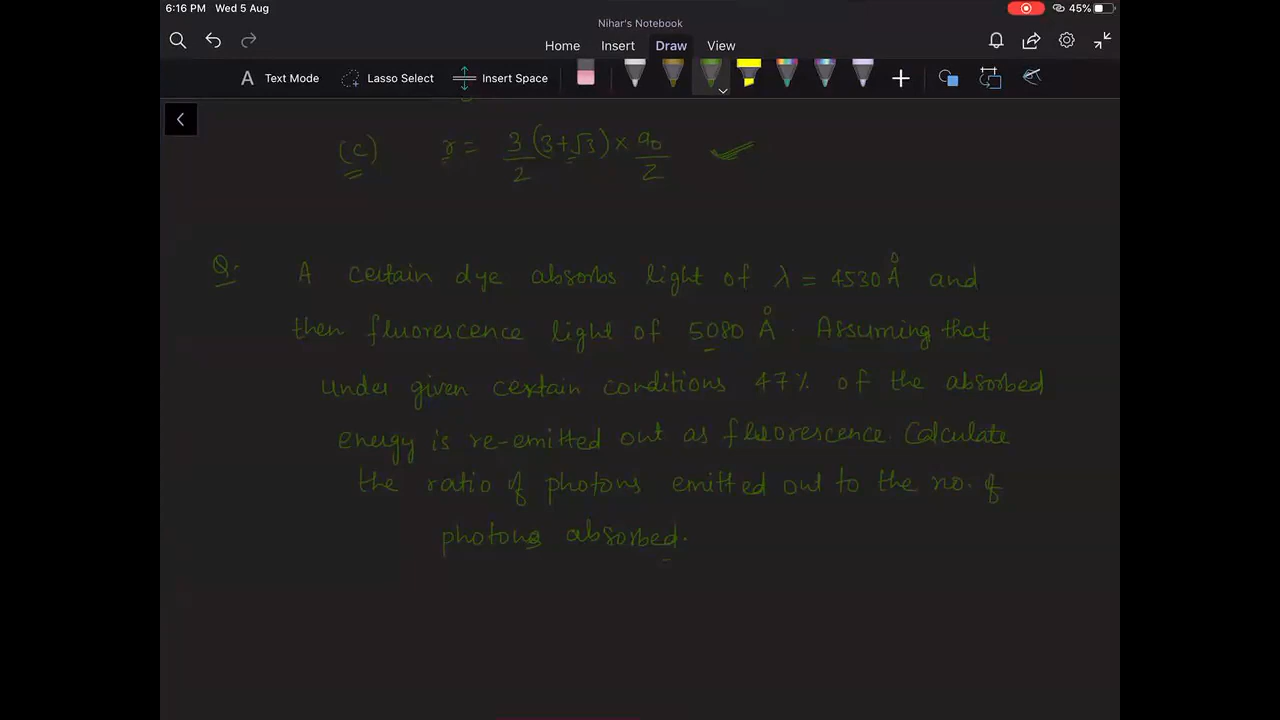 6:16 PM Wed 5 Aug
45%
Nihar's Notebook
Home Insert Draw View
A Text Mode Lasso Select Insert Space
(c) r = 3/2 (3+√3) × a₀/2 ✓
Q. A certain dye absorbs light of λ = 4530 Å and
then fluorescence light of 5080 Å. Assuming that
under given certain conditions 47% of the absorbed
energy is re-emitted out as fluorescence. Calculate
the ratio of photons emitted out to the no. of
photons absorbed.